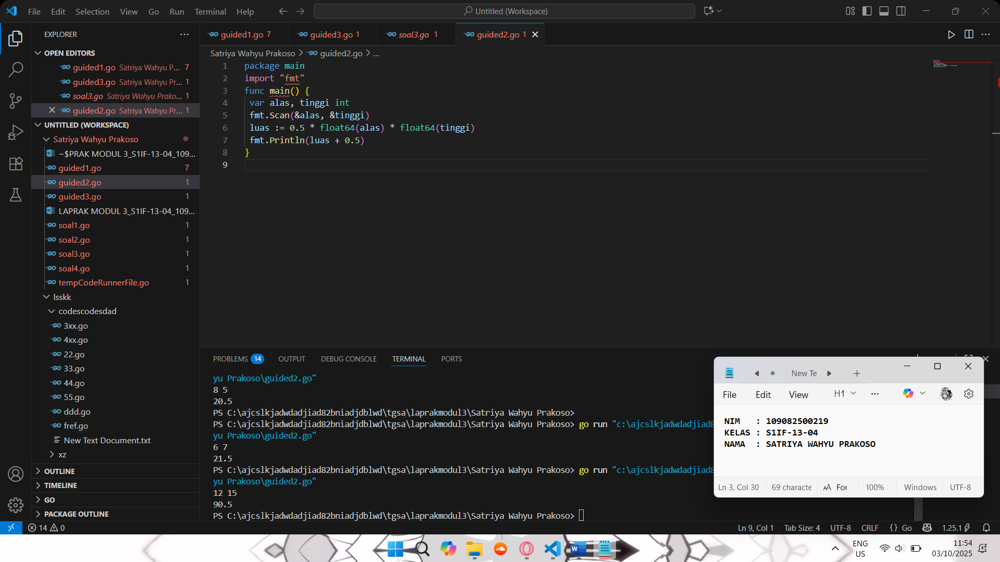 File Edit Selection View Go Run Terminal Help
Untitled (Workspace)
EXPLORER
OPEN EDITORS
guided1.go Satriya Wahyu P... 7
guided3.go Satriya Wahyu Pr... 1
soal3.go Satriya Wahyu Prako... 1
guided2.go Satriya Wahyu Pr... 1
UNTITLED (WORKSPACE)
Satriya Wahyu Prakoso
~$PRAK MODUL 3_S1IF-13-04_109...
guided1.go 7
guided2.go 1
guided3.go 1
LAPRAK MODUL 3_S1IF-13-04_109...
soal1.go 1
soal2.go 1
soal3.go 1
soal4.go 1
tempCodeRunnerFile.go 1
lsskk
codescodesdad
3xx.go
4xx.go
22.go
33.go
44.go
55.go
ddd.go
fref.go
New Text Document.txt
xz
OUTLINE
TIMELINE
GO
PACKAGE OUTLINE
guided1.go 7
guided3.go 1
soal3.go 1
guided2.go 1
Satriya Wahyu Prakoso > guided2.go > ...
1 package main
2 import "fmt"
3 func main() {
4 var alas, tinggi int
5 fmt.Scan(&alas, &tinggi)
6 luas := 0.5 * float64(alas) * float64(tinggi)
7 fmt.Println(luas + 0.5)
8 }
9
PROBLEMS 14 OUTPUT DEBUG CONSOLE TERMINAL PORTS
yu Prakoso\guided2.go"
8 5
20.5
PS C:\ajcslkjadwdadjiad82bniadjdblwd\tgsa\laprakmodul3\Satriya Wahyu Prakoso>
PS C:\ajcslkjadwdadjiad82bniadjdblwd\tgsa\laprakmodul3\Satriya Wahyu Prakoso> go run "c:\ajcslkjadwdadjiad8
yu Prakoso\guided2.go"
6 7
21.5
PS C:\ajcslkjadwdadjiad82bniadjdblwd\tgsa\laprakmodul3\Satriya Wahyu Prakoso> go run "c:\ajcslkjadwdadjiad8
yu Prakoso\guided2.go"
12 15
90.5
PS C:\ajcslkjadwdadjiad82bniadjdblwd\tgsa\laprakmodul3\Satriya Wahyu Prakoso>
New Te
File Edit View H1 ...
NIM : 109082500219
KELAS : S1IF-13-04
NAMA : SATRIYA WAHYU PRAKOSO
Ln 3, Col 30 69 characte For 100% Windows UTF-8
14 0
Ln 9, Col 1 Tab Size: 4 UTF-8 CRLF {} Go 1.25.1
ENG
US
11:54
03/10/2025